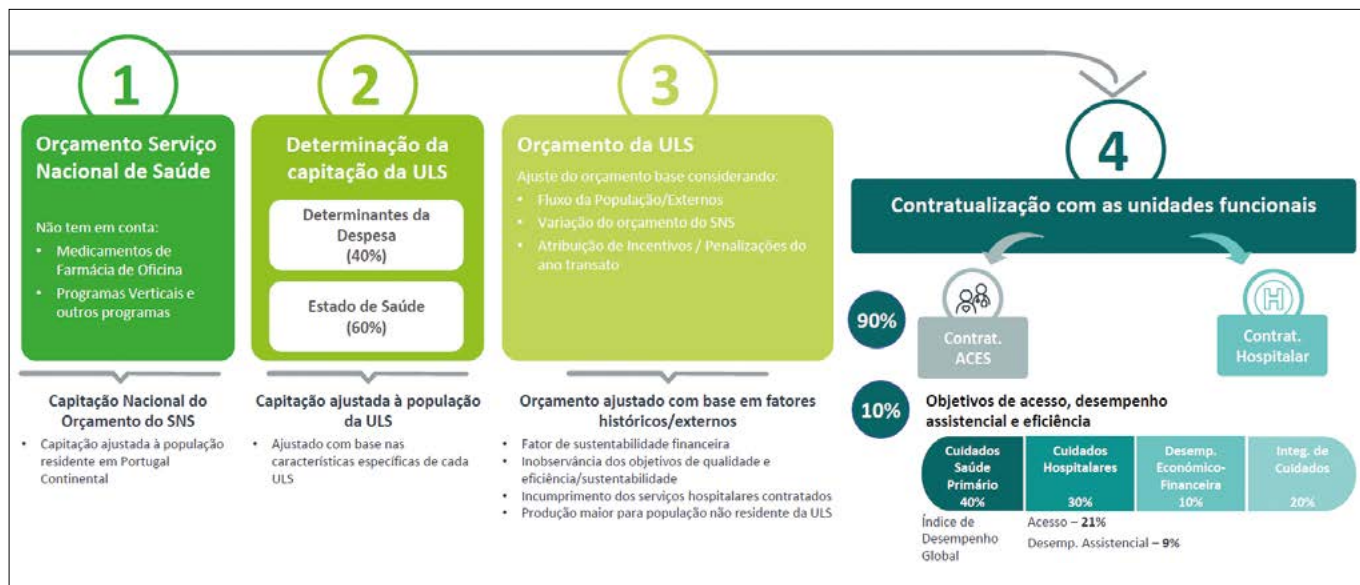 1
Orçamento Serviço
Nacional de Saúde
Não tem em conta:
• Medicamentos de
Farmácia de Oficina
• Programas Verticais e
outros programas
Capitação Nacional do
Orçamento do SNS
• Capitação ajustada à população
residente em Portugal
Continental
2
Determinação da
capitação da ULS
Determinantes da
Despesa
(40%)
Estado de Saúde
(60%)
Capitação ajustada à população
da ULS
• Ajustado com base nas
características específicas de cada
ULS
3
Orçamento da ULS
Ajuste do orçamento base considerando:
• Fluxo da População/Externos
• Variação do orçamento do SNS
• Atribuição de Incentivos / Penalizações do
ano transato
Orçamento ajustado com base em fatores
históricos/externos
• Fator de sustentabilidade financeira
• Inobservância dos objetivos de qualidade e
eficiência/sustentabilidade
• Incumprimento dos serviços hospitalares contratados
• Produção maior para população não residente da ULS
4
Contratualização com as unidades funcionais
90%
Contrat.
ACES
H
Contrat.
Hospitalar
10%
Objetivos de acesso, desempenho
assistencial e eficiência
Cuidados
Saúde
Primário
40%
Cuidados
Hospitalares
30%
Desemp.
Económico-
Financeira
10%
Integ. de
Cuidados
20%
Índice de
Desempenho
Global
Acesso – 21%
Desemp. Assistencial – 9%